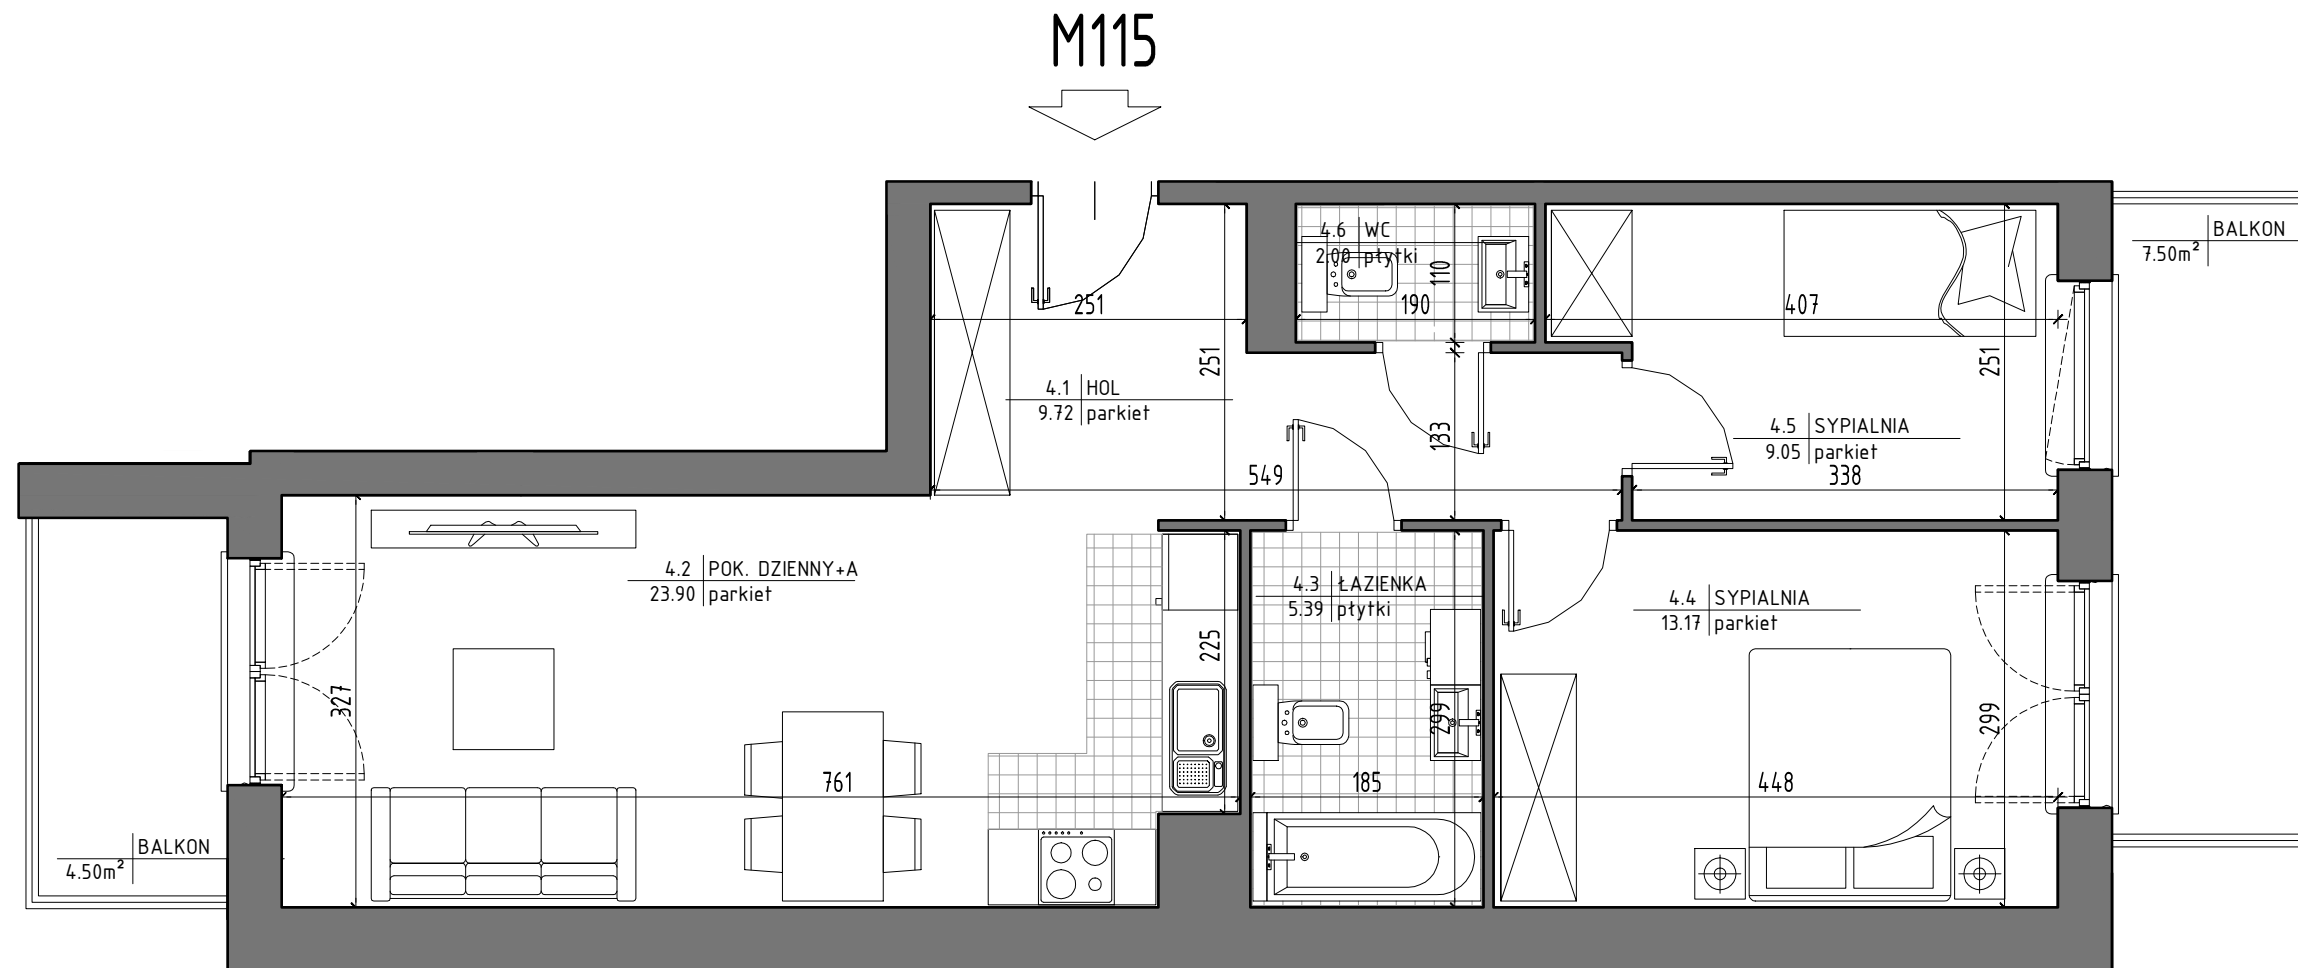 M115
4.6 WC
2.00 płytki
BALKON
7.50m²
110
190
251
407
251
251
4.1 HOL
9.72 parkiet
133
4.5 SYPIALNIA
9.05 parkiet
549
338
4.2 POK. DZIENNY+A
23.90 parkiet
4.3 ŁAZIENKA
5.39 płytki
4.4 SYPIALNIA
13.17 parkiet
225
327
299
299
761
185
448
BALKON
4.50m²